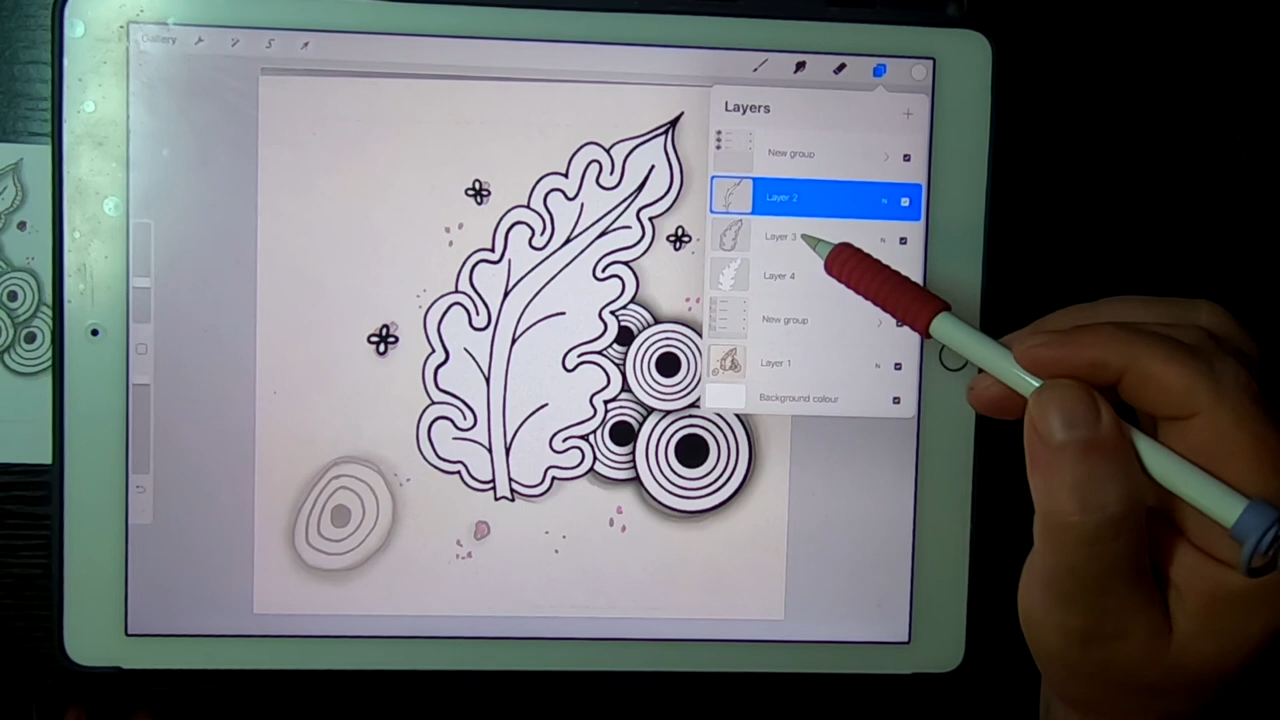 Gallery
Layers
New group
Layer 2
N
Layer 3
N
Layer 4
New group
Layer 1
N
Background colour